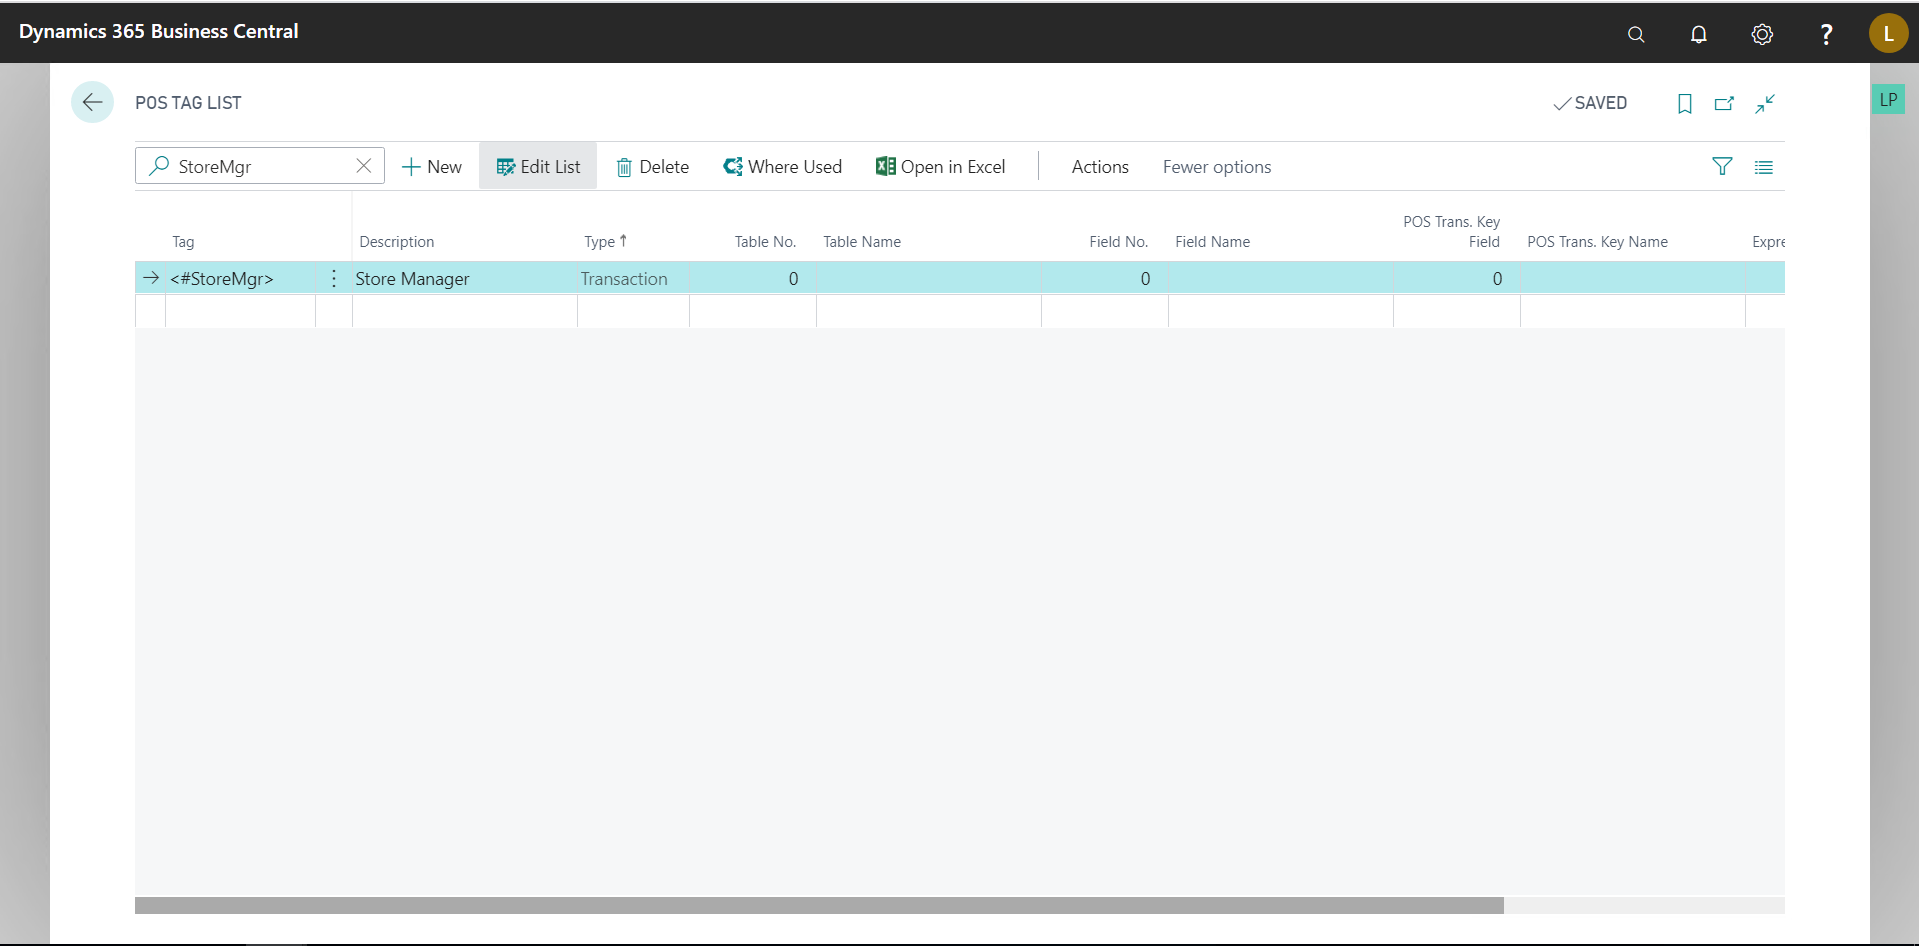 Dynamics 365 Business Central
?
L
POS TAG LIST
SAVED
LP
StoreMgr
New
Edit List
Delete
Where Used
Open in Excel
Actions
Fewer options
Tag
Description
Type ↑
Table No.
Table Name
Field No.
Field Name
POS Trans. Key
Field
POS Trans. Key Name
Expre
<#StoreMgr>
Store Manager
Transaction
0
0
0